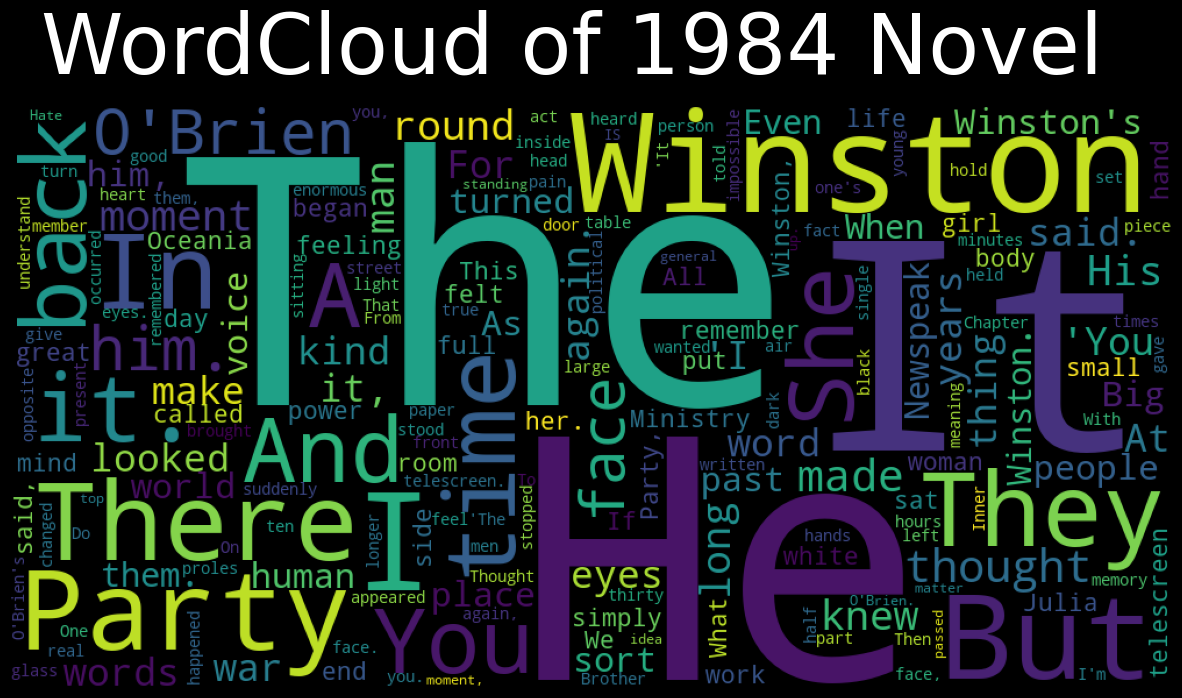 WordCloud of 1984 Novel
Hate
back
turn
O'Brien
you,
round
act
heard
IS
'It
person
told
impossible
Even
life
young
Winston's
hand
good
him,
heart
them,
moment
enormous
began
man
For
standing
turned
inside
head
pain
Winston
hold
one's
set
understand
member
occurred
In
Oceania
remembered
eyes.
day
The
feeling
sitting
A
street
light
That
From
This
felt
true
As
door
table
again.
political
general
All
up.
Winston,
fact
When
girl
minutes
body
said.
piece
His
held
She
single
black
It
Newspeak
years
meaning
thing
Chapter
Winston.
'You
times
gave
small
Big
With
At
remember
wanted
put
'I
air
dark
large
give
great
opposite
present
him.
voice
it.
make
called
kind
it,
full
power
paper
stood
front
time
her.
face
Ministry
Party,
word
written
brought
mind
looked
And
room
telescreen.
To
If
past
made
woman
people
said,
There
world
suddenly
top
changed
Do
ten
On
I
longer
side
feel
'The
men
stopped
He
white
hands
long
sat
hours
left
Inner
They
thought
matter
memory
telescreen
them.
proles
human
appeared
Thought
place
eyes
thirty
simply
We
idea
sort
Brother
What
work
half
O'Brien.
knew
part
Then
passed
face,
But
Julia
I'm
O'Brien's
Party
One
real
glass
words
happened
war
end
face.
You
you.
again,
moment,